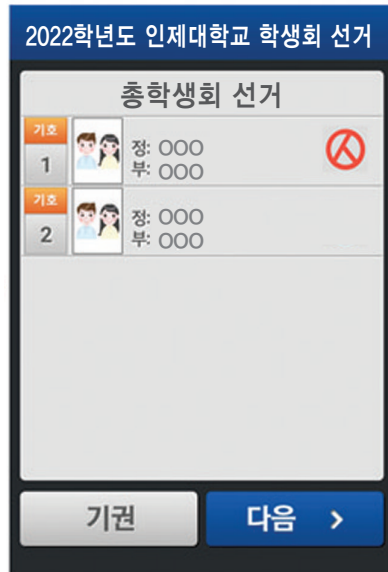 2022학년도 인제대학교 학생회 선거
총학생회 선거
기호
1
정: OOO
부: OOO
기호
2
정: OOO
부: OOO
기권
다음 >